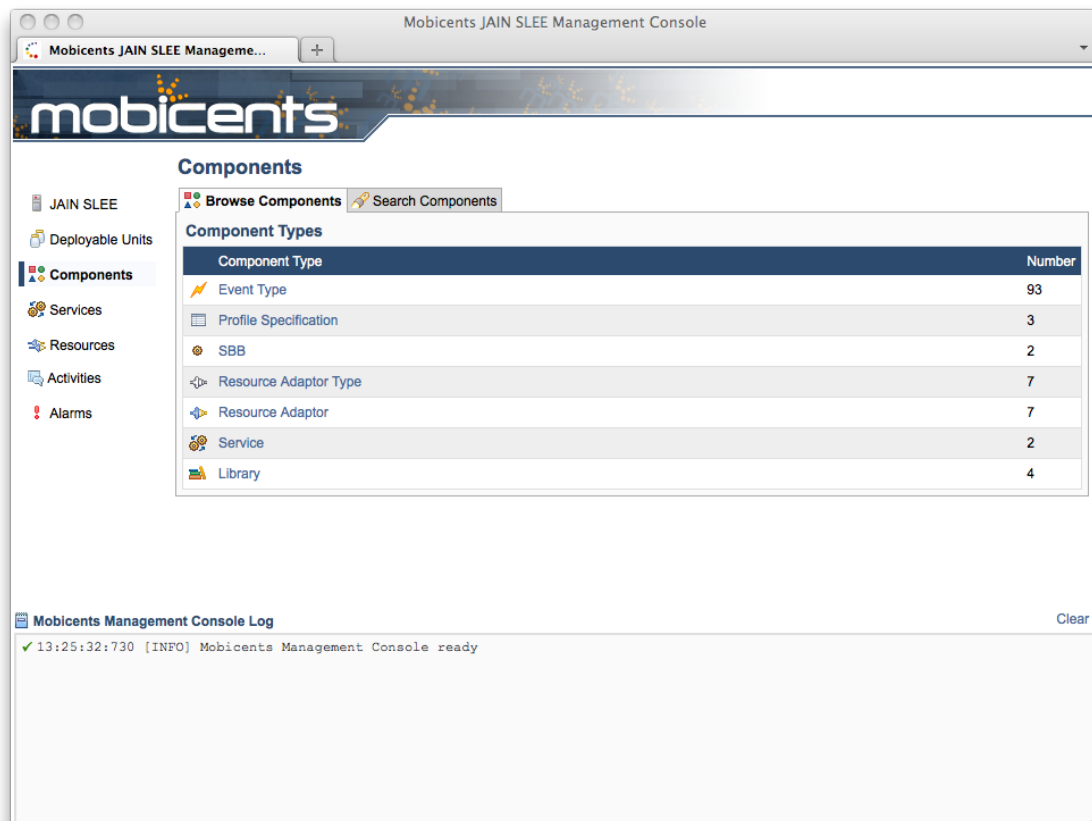 Mobicents JAIN SLEE Management Console
Mobicents JAIN SLEE Manageme...
mobicents
Components
JAIN SLEE
Deployable Units
Components
Services
Resources
Activities
Alarms
Browse Components Search Components
Component Types
Component Type Number
Event Type 93
Profile Specification 3
SBB 2
Resource Adaptor Type 7
Resource Adaptor 7
Service 2
Library 4
Mobicents Management Console Log Clear
13:25:32:730 [INFO] Mobicents Management Console ready